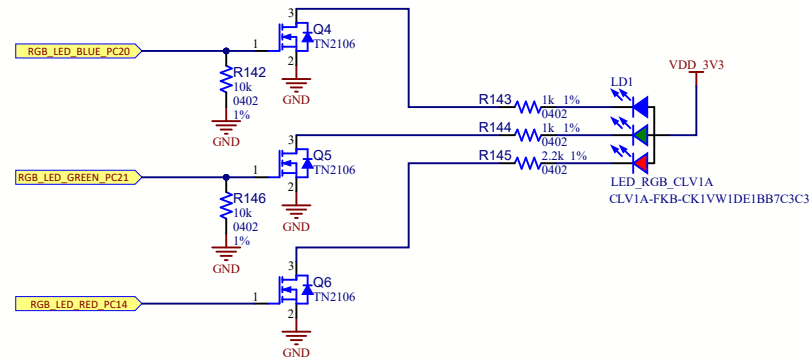 3
Q4
TN2106
RGB_LED_BLUE_PC20
1
2
GND
R142
10k
0402
1%
GND
VDD_3V3
LD1
R143
1k 1%
0402
R144
1k 1%
0402
R145
2.2k 1%
0402
LED_RGB_CLV1A
CLV1A-FKB-CK1VW1DE1BB7C3C3
3
Q5
TN2106
RGB_LED_GREEN_PC21
1
2
GND
R146
10k
0402
1%
GND
3
Q6
TN2106
RGB_LED_RED_PC14
1
2
GND